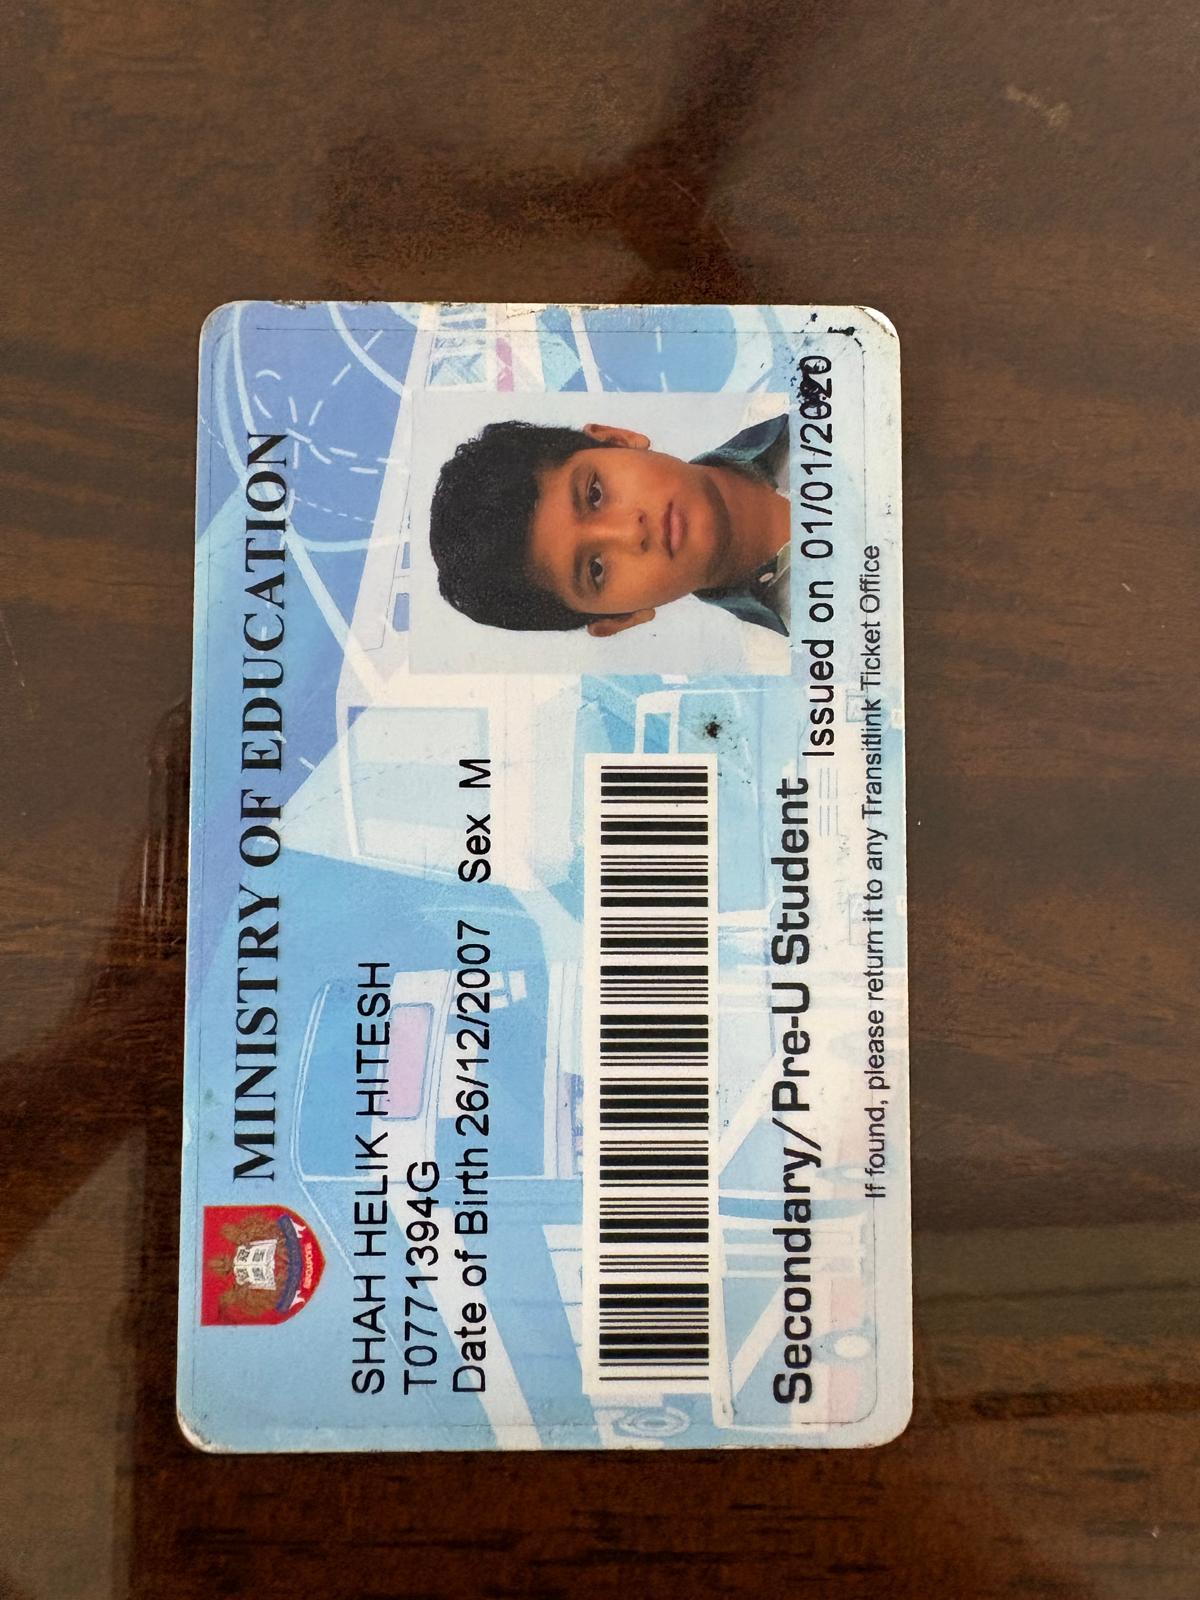 MINISTRY OF EDUCATION
SHAH HELIK HITESH
T0771394G
Date of Birth 26/12/2007 Sex M
Secondary/Pre-U Student
Issued on 01/01/2020
If found, please return it to any Transitlink Ticket Office